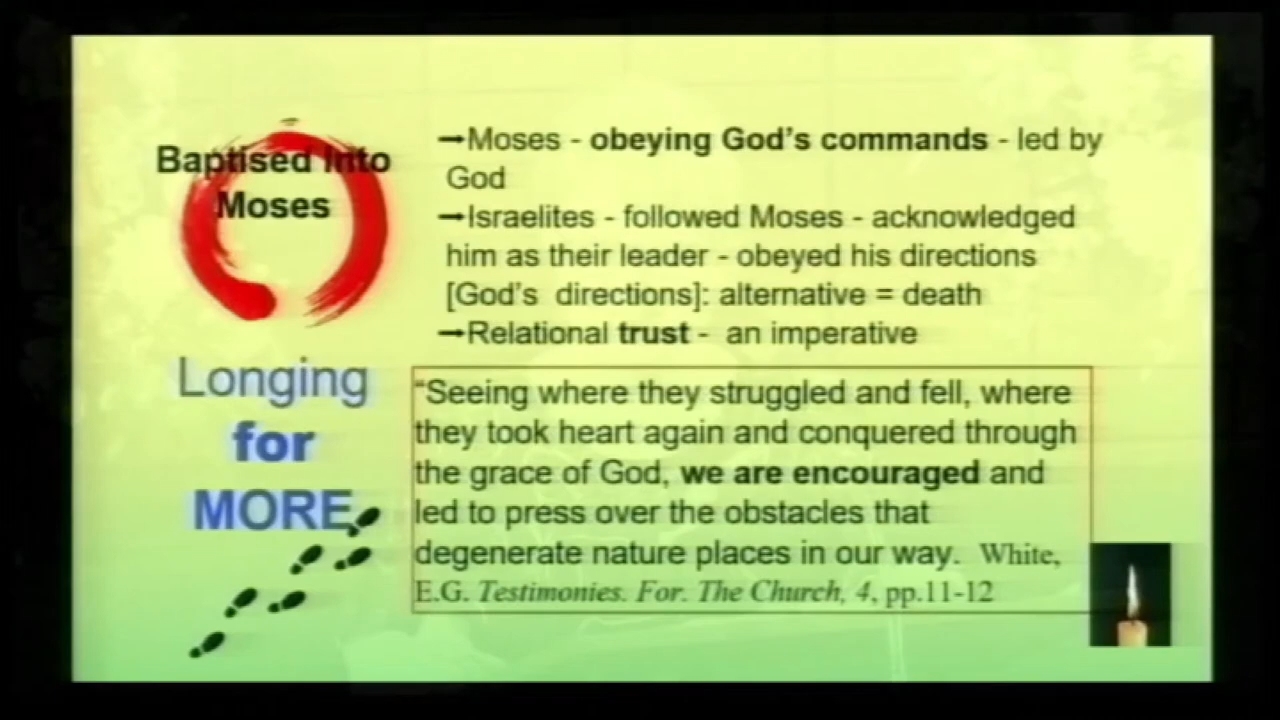 Baptised Into
Moses
Longing
for
MORE
→Moses - obeying God's commands - led by
God
→Israelites - followed Moses - acknowledged
him as their leader - obeyed his directions
[God's directions]: alternative = death
→Relational trust - an imperative
“Seeing where they struggled and fell, where
they took heart again and conquered through
the grace of God, we are encouraged and
led to press over the obstacles that
degenerate nature places in our way. White,
E.G. Testimonies. For. The Church, 4, pp.11-12